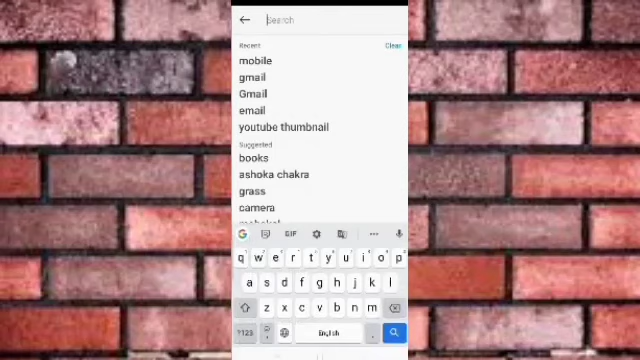 Search
Recent Clear
mobile
gmail
Gmail
email
youtube thumbnail
Suggested
books
ashoka chakra
grass
camera
GIF
q w e r t y u i o p
a s d f g h j k l
z x c v b n m
?123 English .